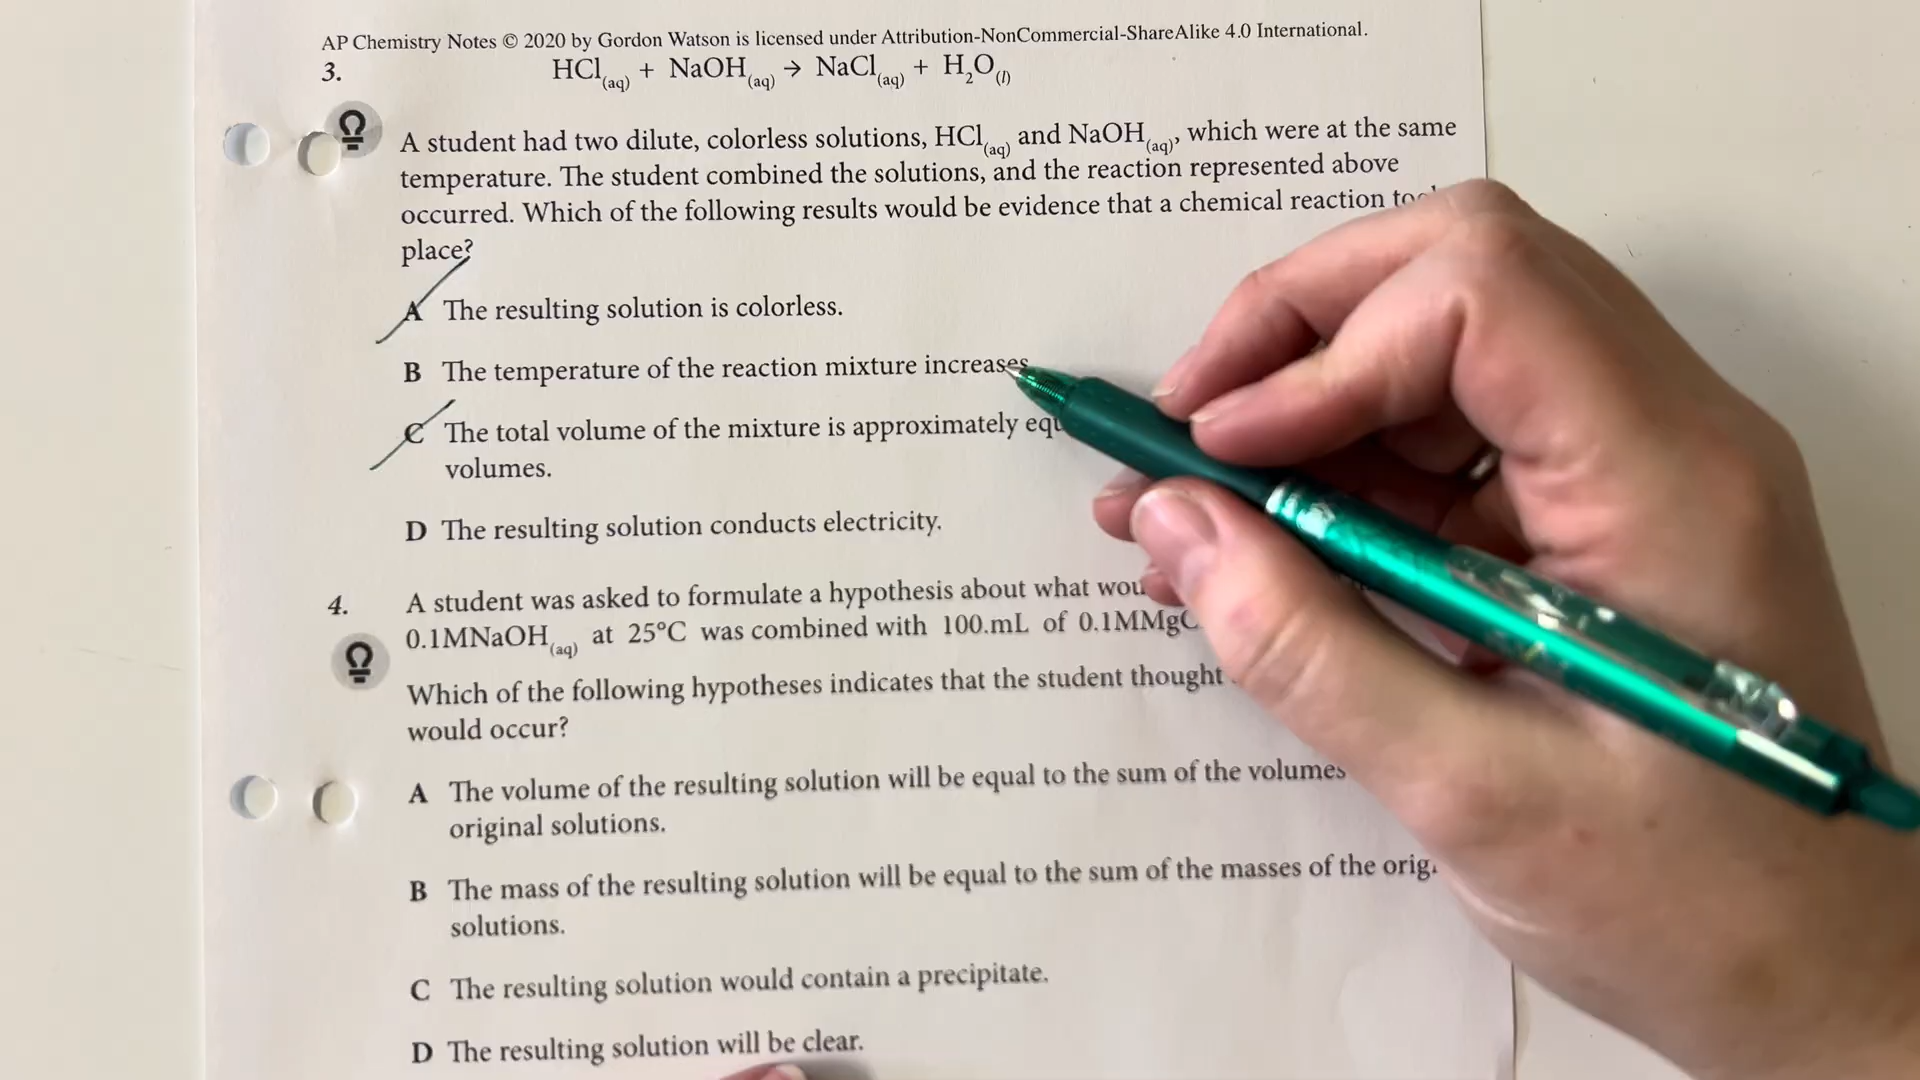 AP Chemistry Notes © 2020 by Gordon Watson is licensed under Attribution-NonCommercial-ShareAlike 4.0 International.
3. HCl(aq) + NaOH(aq) → NaCl(aq) + H₂O(l)
A student had two dilute, colorless solutions, HCl(aq) and NaOH(aq), which were at the same
temperature. The student combined the solutions, and the reaction represented above
occurred. Which of the following results would be evidence that a chemical reaction
place?
A The resulting solution is colorless.
B The temperature of the reaction mixture increases
C The total volume of the mixture is approximately
volumes.
D The resulting solution conducts electricity.
4. A student was asked to formulate a hypothesis about what
0.1MNaOH(aq) at 25°C was combined with 100.mL of
Which of the following hypotheses indicates that the student thought
would occur?
A The volume of the resulting solution will be equal to the sum of the volumes
original solutions.
B The mass of the resulting solution will be equal to the sum of the masses of the
solutions.
C The resulting solution would contain a precipitate.
D The resulting solution will be clear.